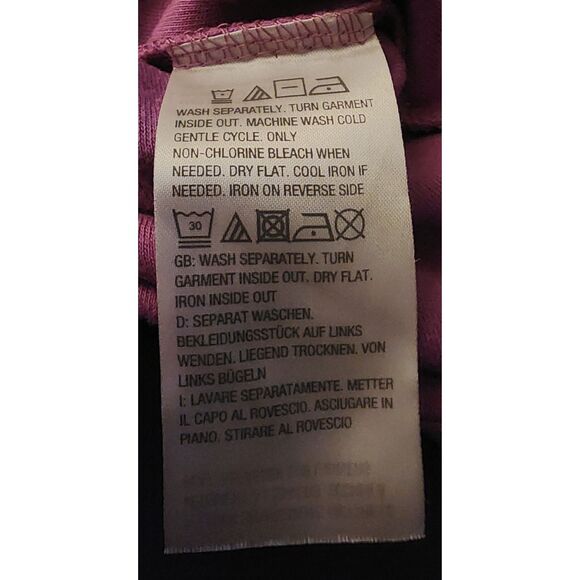 WASH SEPARATELY. TURN GARMENT
INSIDE OUT. MACHINE WASH COLD
GENTLE CYCLE. ONLY
NON-CHLORINE BLEACH WHEN
NEEDED. DRY FLAT. COOL IRON IF
NEEDED. IRON ON REVERSE SIDE
30
GB: WASH SEPARATELY. TURN
GARMENT INSIDE OUT. DRY FLAT.
IRON INSIDE OUT
D: SEPARAT WASCHEN.
BEKLEIDUNGSSTÜCK AUF LINKS
WENDEN. LIEGEND TROCKNEN. VON
LINKS BÜGELN
I: LAVARE SEPARATAMENTE. METTER
IL CAPO AL ROVESCIO. ASCIUGARE IN
PIANO. STIRARE AL ROVESCIO